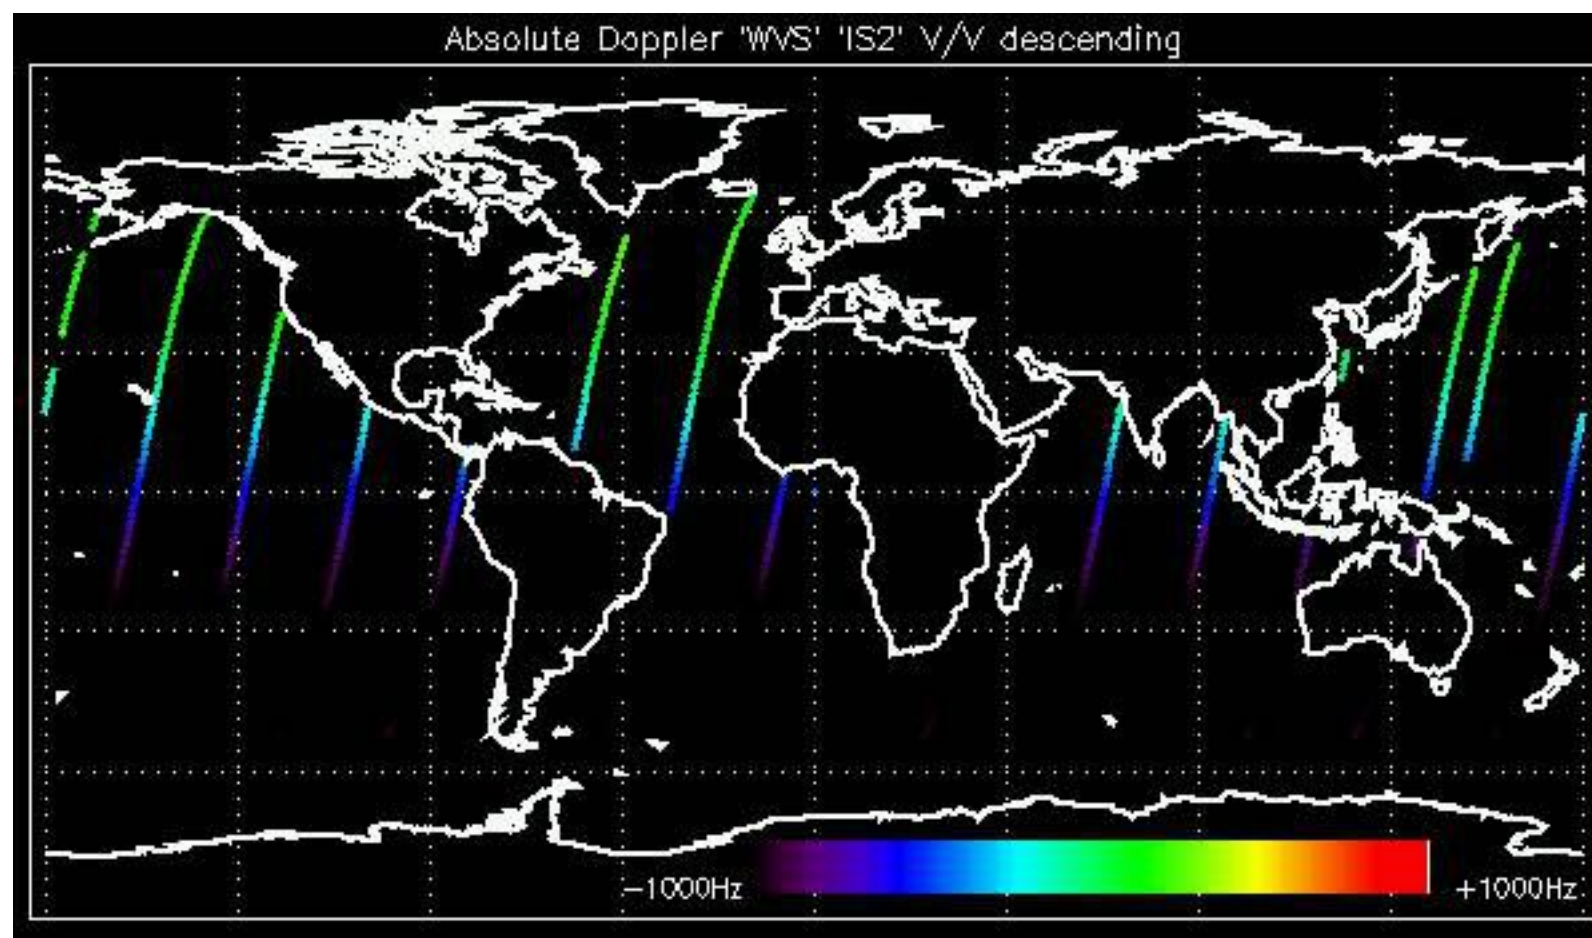 Absolute Doppler 'WVS' 'IS2' V/V descending
-1000Hz
+1000Hz